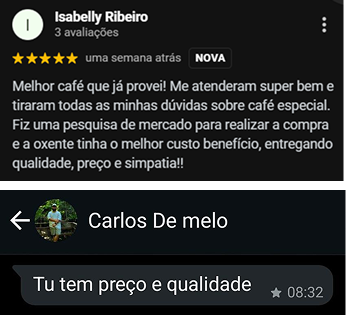 I
Isabelly Ribeiro
3 avaliações
★★★★★ uma semana atrás NOVA
Melhor café que já provei! Me atenderam super bem e
tiraram todas as minhas dúvidas sobre café especial.
Fiz uma pesquisa de mercado para realizar a compra
e a oxente tinha o melhor custo benefício, entregando
qualidade, preço e simpatia!!
Carlos De melo
Tu tem preço e qualidade ★ 08:32